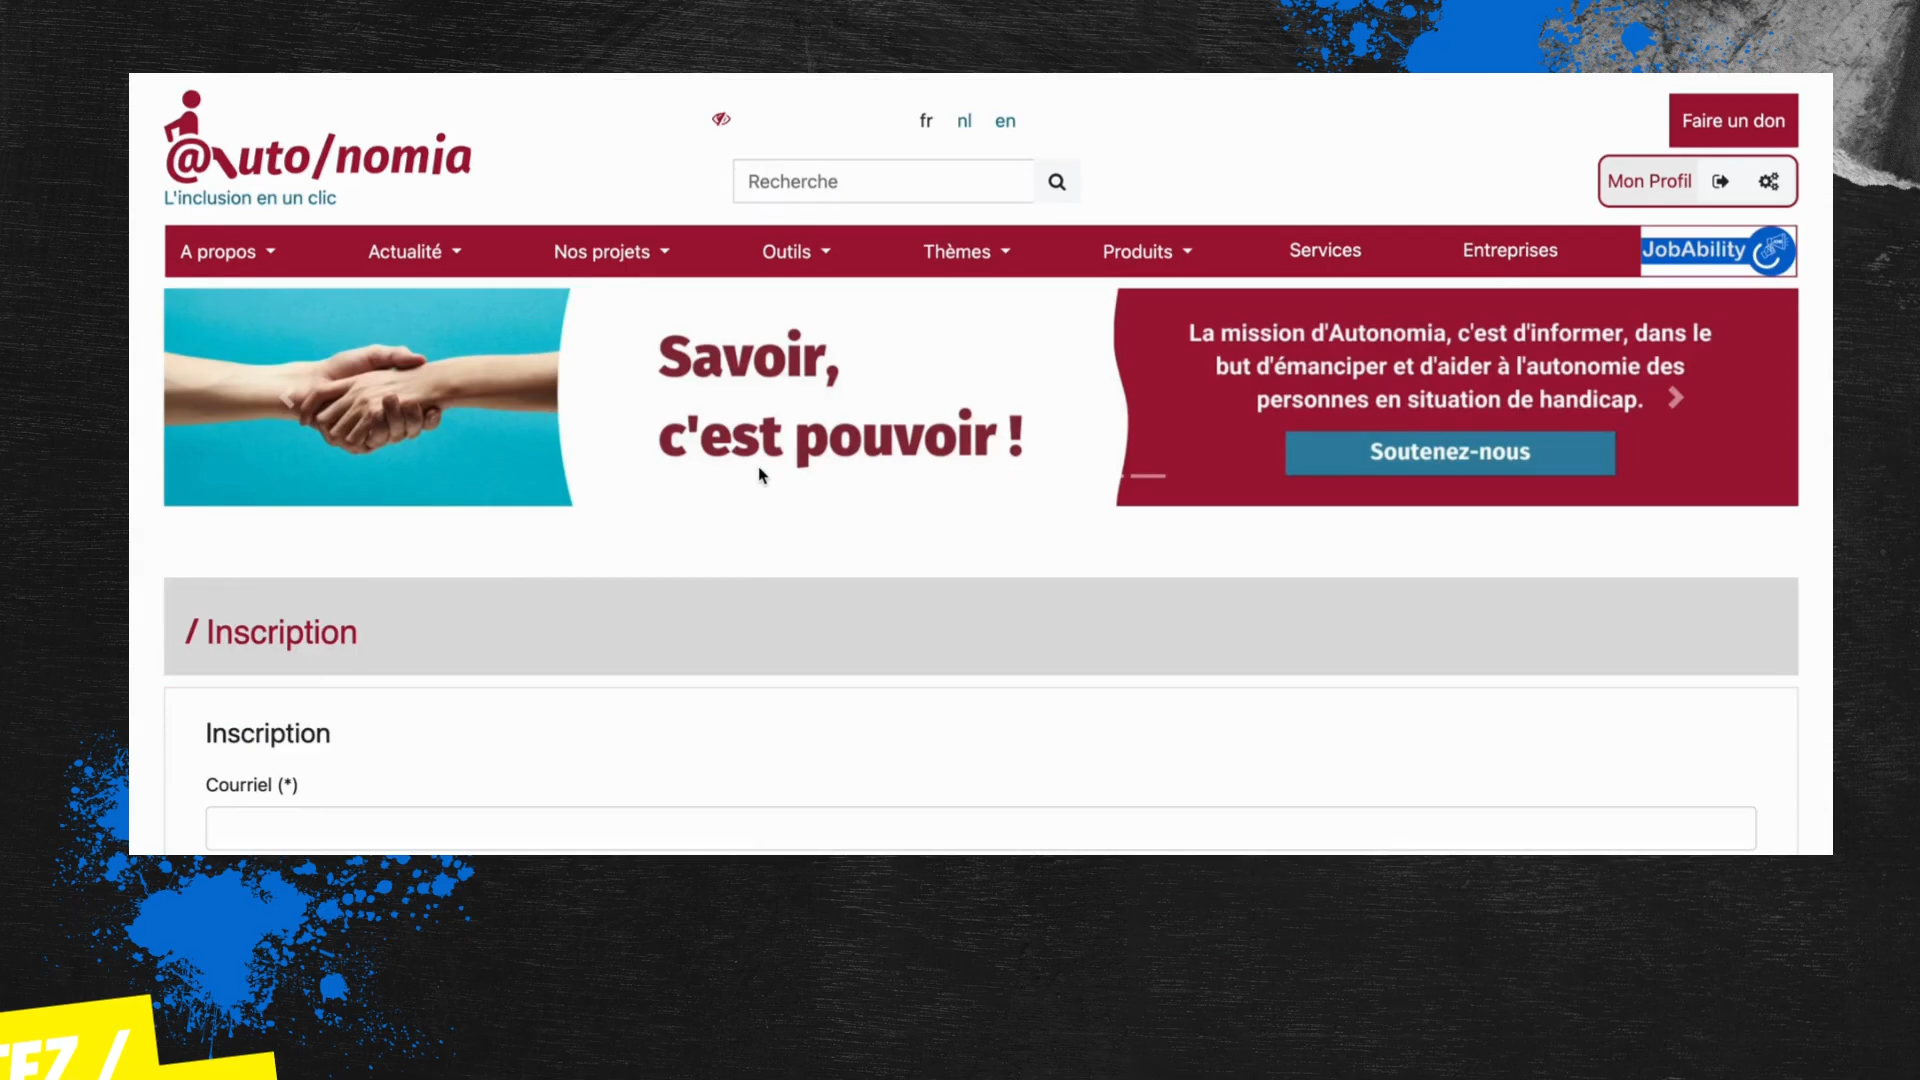 @uto/nomia
L'inclusion en un clic
fr nl en
Faire un don
Recherche
Mon Profil
A propos Actualité Nos projets Outils Thèmes Produits Services Entreprises JobAbility
Savoir,
c'est pouvoir !
La mission d'Autonomia, c'est d'informer, dans le
but d'émanciper et d'aider à l'autonomie des
personnes en situation de handicap.
Soutenez-nous
/ Inscription
Inscription
Courriel (*)